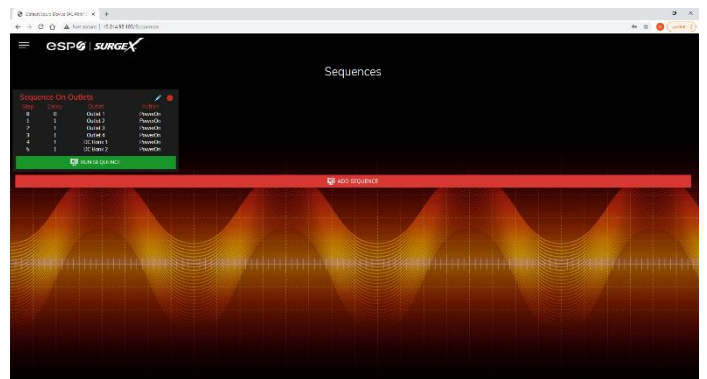 Not secure
esp | SURGEX
Sequences
Sequence On Outlets
Step Delay Outlet Action
0 0 Outlet 1 PowerOn
1 1 Outlet 2 PowerOn
2 1 Outlet 3 PowerOn
3 1 Outlet 4 PowerOn
4 1 DC Bank 1 PowerOn
5 1 DC Bank 2 PowerOn
RUN SEQUENCE
ADD SEQUENCE